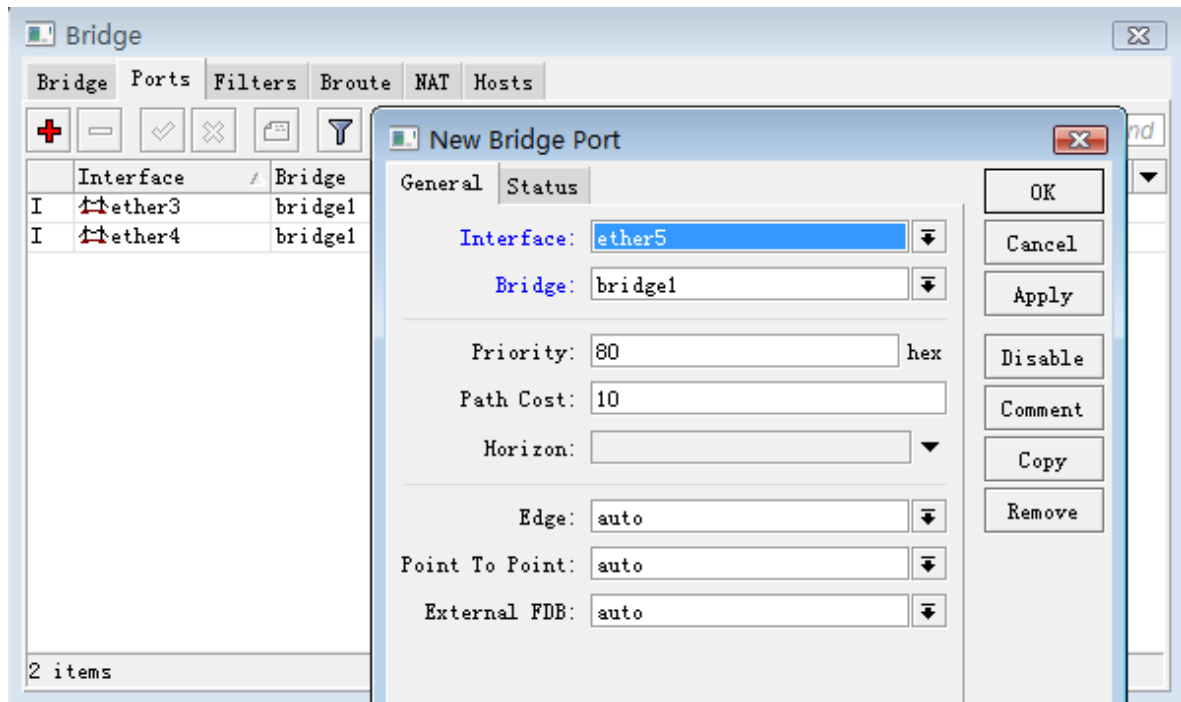 Bridge
Bridge Ports Filters Broute NAT Hosts
nd
Interface Bridge
I ether3 bridge1
I ether4 bridge1
2 items
New Bridge Port
General Status
Interface: ether5
Bridge: bridge1
Priority: 80 hex
Path Cost: 10
Horizon:
Edge: auto
Point To Point: auto
External FDB: auto
OK
Cancel
Apply
Disable
Comment
Copy
Remove